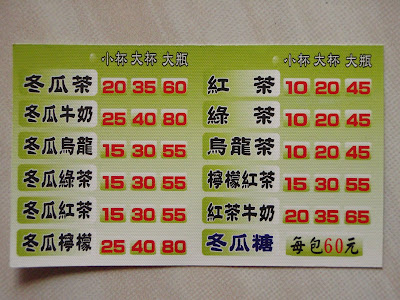 小杯 大杯 大瓶
冬瓜茶 20 35 60
冬瓜牛奶 25 40 80
冬瓜烏龍 15 30 55
冬瓜綠茶 15 30 55
冬瓜紅茶 15 30 55
冬瓜檸檬 25 40 80
小杯 大杯 大瓶
紅茶 10 20 45
綠茶 10 20 45
烏龍茶 10 20 45
檸檬紅茶 15 30 55
紅茶牛奶 20 35 65
冬瓜糖 每包60元